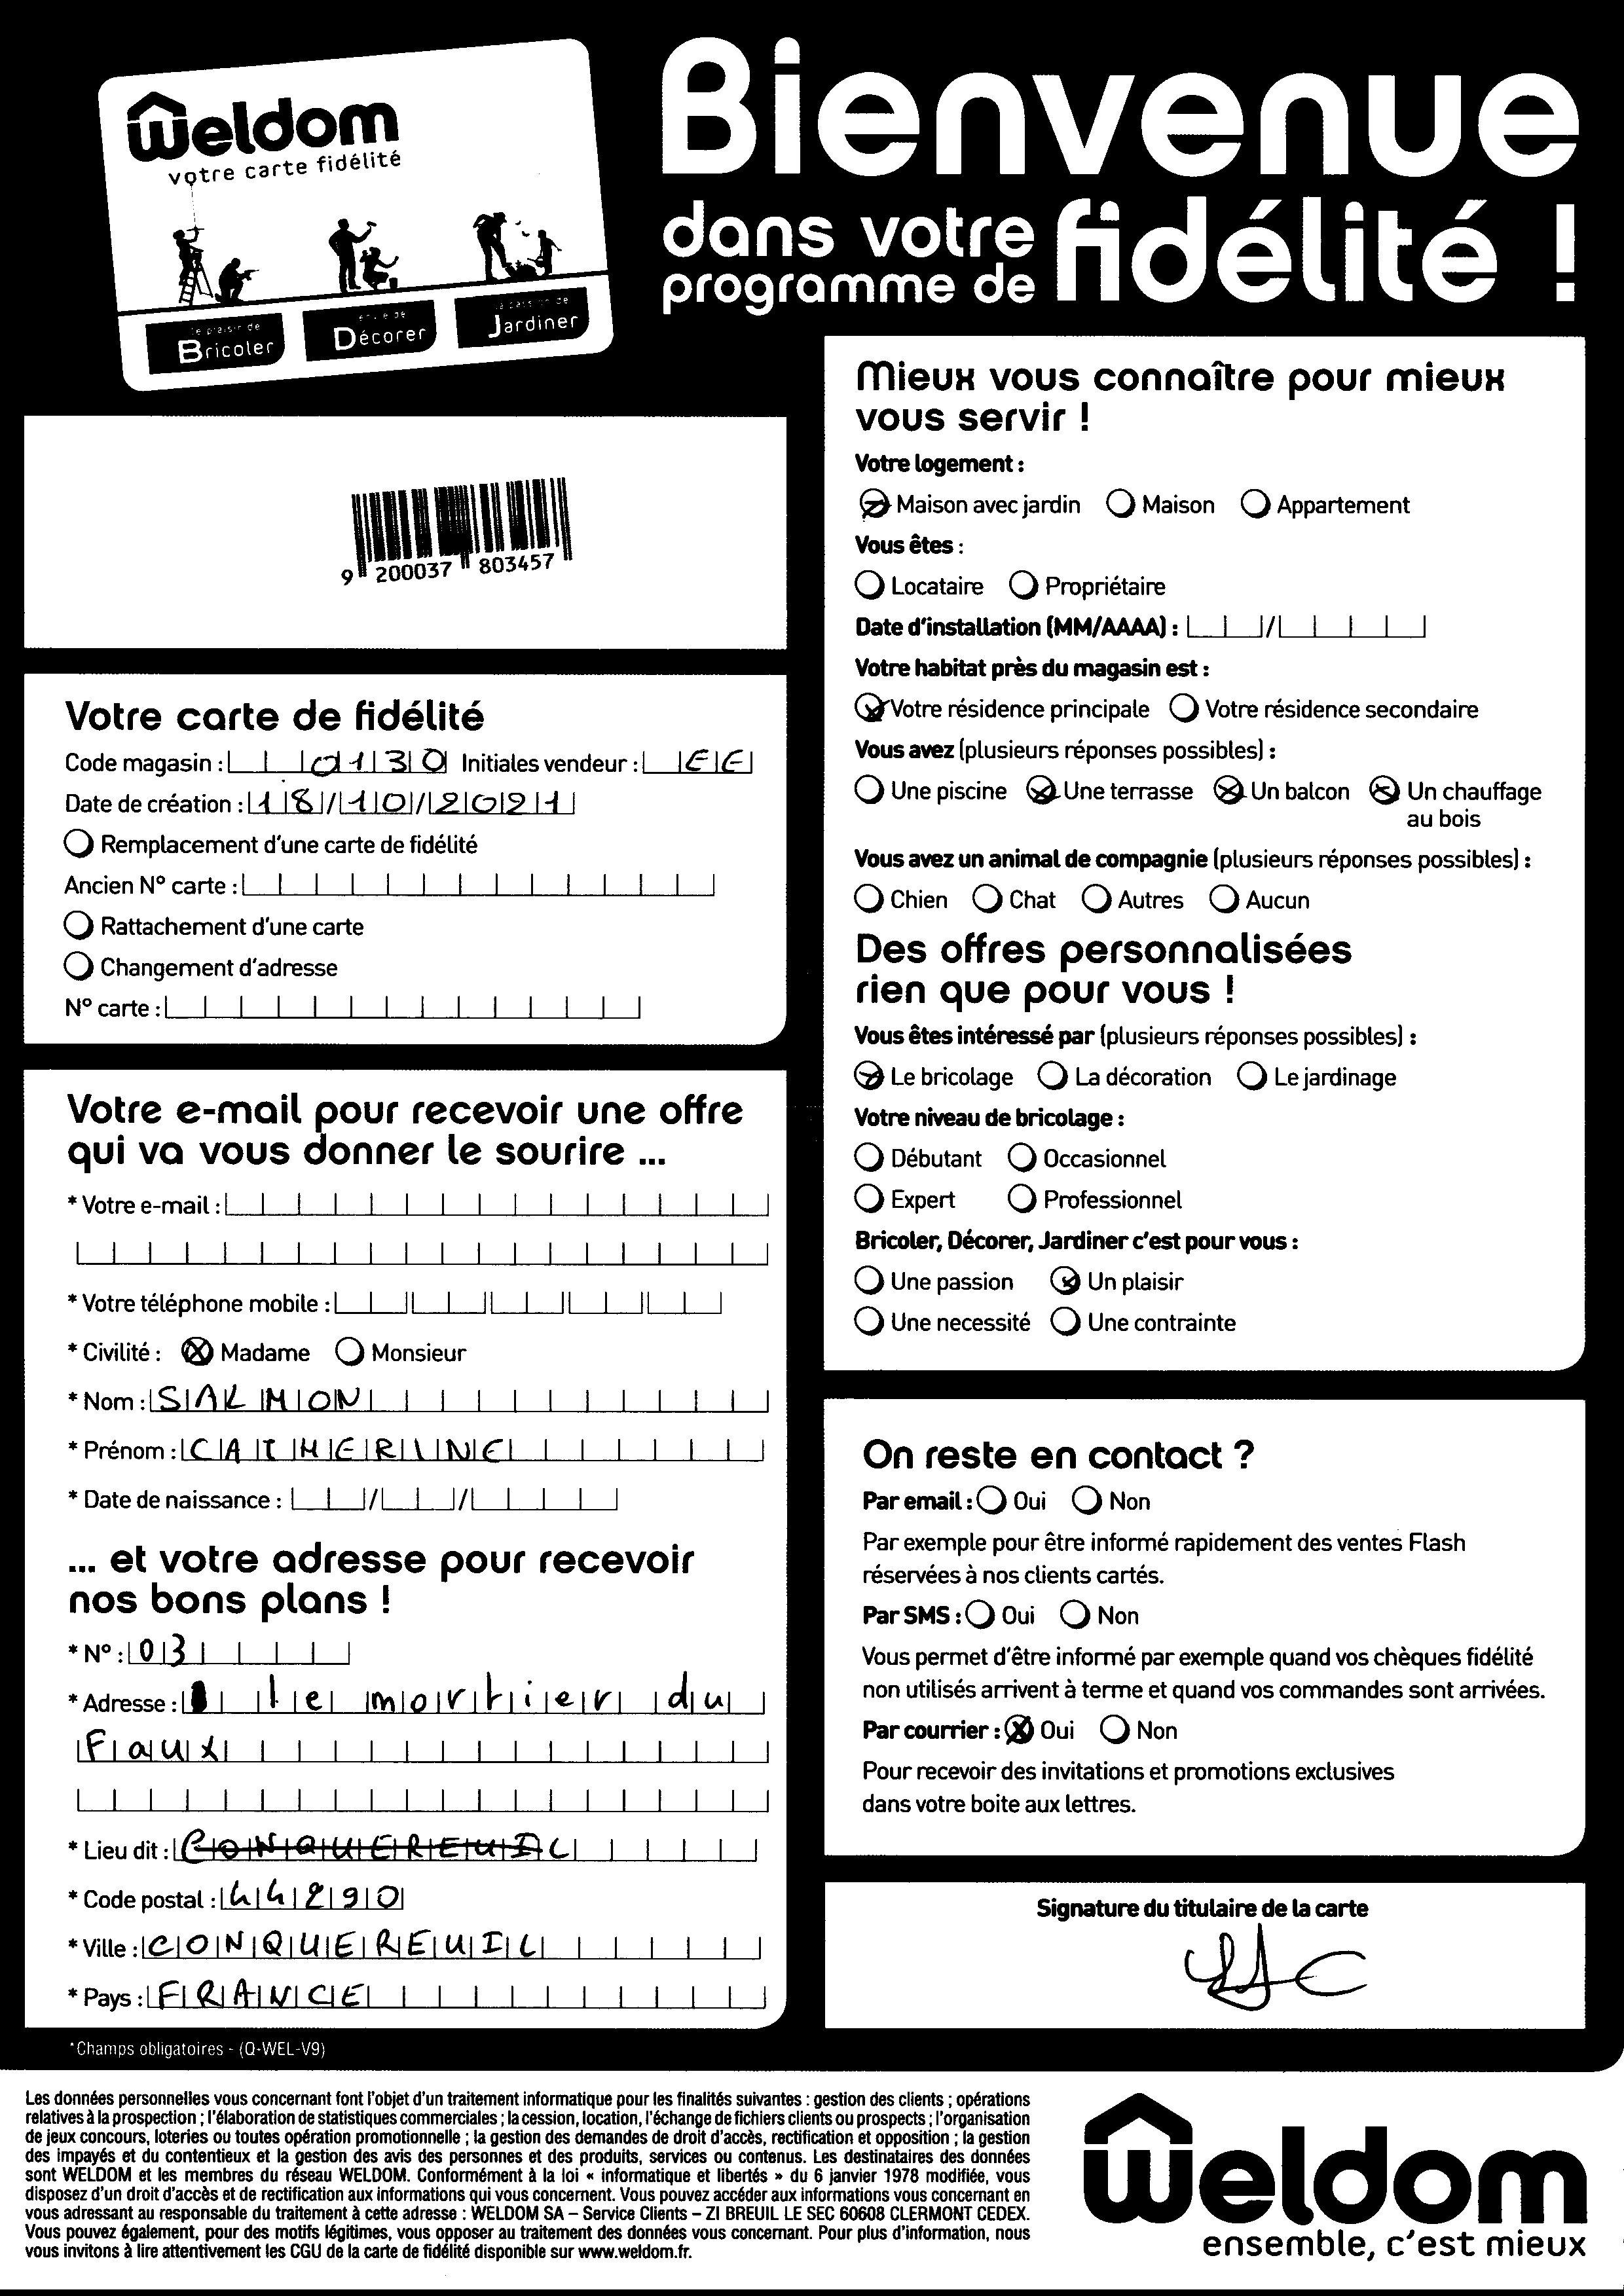 Weldom
votre carte fidélité
le plaisir de
Bricoler
envie de
Décorer
la passion de
Jardiner
Bienvenue
dans votre
programme de fidélité !
9 200037 803457
Votre carte de fidélité
Code magasin : 0130 Initiales vendeur : EE
Date de création : 18/10/2021
Remplacement d'une carte de fidélité
Ancien N° carte :
Rattachement d'une carte
Changement d'adresse
N° carte :
Votre e-mail pour recevoir une offre
qui va vous donner le sourire ...
* Votre e-mail :
* Votre téléphone mobile :
* Civilité : Madame Monsieur
* Nom : SALMON
* Prénom : CATHERINE
* Date de naissance : / /
... et votre adresse pour recevoir
nos bons plans !
* N° : 03
* Adresse : le mortier du
Faux
* Lieu dit : CONQUEREUIL
* Code postal : 44290
* Ville : CONQUEREUIL
* Pays : FRANCE
*Champs obligatoires - (Q-WEL-V9)
Mieux vous connaître pour mieux
vous servir !
Votre logement :
Maison avec jardin Maison Appartement
Vous êtes :
Locataire Propriétaire
Date d'installation (MM/AAAA) : /
Votre habitat près du magasin est :
Votre résidence principale Votre résidence secondaire
Vous avez (plusieurs réponses possibles) :
Une piscine Une terrasse Un balcon Un chauffage
au bois
Vous avez un animal de compagnie (plusieurs réponses possibles) :
Chien Chat Autres Aucun
Des offres personnalisées
rien que pour vous !
Vous êtes intéressé par (plusieurs réponses possibles) :
Le bricolage La décoration Le jardinage
Votre niveau de bricolage :
Débutant Occasionnel
Expert Professionnel
Bricoler, Décorer, Jardiner c'est pour vous :
Une passion Un plaisir
Une necessité Une contrainte
On reste en contact ?
Par email : Oui Non
Par exemple pour être informé rapidement des ventes Flash
réservées à nos clients cartés.
Par SMS : Oui Non
Vous permet d'être informé par exemple quand vos chèques fidélité
non utilisés arrivent à terme et quand vos commandes sont arrivées.
Par courrier : Oui Non
Pour recevoir des invitations et promotions exclusives
dans votre boite aux lettres.
Signature du titulaire de la carte
Les données personnelles vous concernant font l'objet d'un traitement informatique pour les finalités suivantes : gestion des clients ; opérations
relatives à la prospection ; l'élaboration de statistiques commerciales ; la cession, location, l'échange de fichiers clients ou prospects ; l'organisation
de jeux concours, loteries ou toutes opération promotionnelle ; la gestion des demandes de droit d'accès, rectification et opposition ; la gestion
des impayés et du contentieux et la gestion des avis des personnes et des produits, services ou contenus. Les destinataires des données
sont WELDOM et les membres du réseau WELDOM. Conformément à la loi « informatique et libertés » du 6 janvier 1978 modifiée, vous
disposez d'un droit d'accès et de rectification aux informations qui vous concernent. Vous pouvez accéder aux informations vous concernant en
vous adressant au responsable du traitement à cette adresse : WELDOM SA – Service Clients – ZI BREUIL LE SEC 60608 CLERMONT CEDEX.
Vous pouvez également, pour des motifs légitimes, vous opposer au traitement des données vous concernant. Pour plus d'information, nous
vous invitons à lire attentivement les CGU de la carte de fidélité disponible sur www.weldom.fr.
Weldom
ensemble, c'est mieux